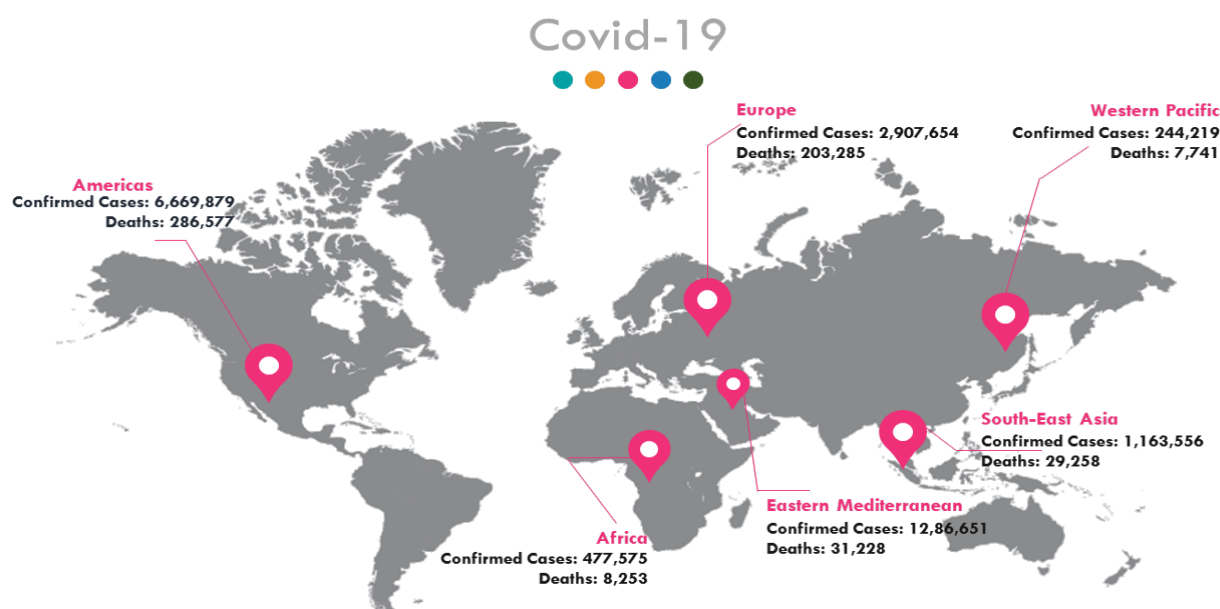 Covid-19
Europe
Confirmed Cases: 2,907,654
Deaths: 203,285
Western Pacific
Confirmed Cases: 244,219
Deaths: 7,741
Americas
Confirmed Cases: 6,669,879
Deaths: 286,577
South-East Asia
Confirmed Cases: 1,163,556
Deaths: 29,258
Eastern Mediterranean
Confirmed Cases: 12,86,651
Deaths: 31,228
Africa
Confirmed Cases: 477,575
Deaths: 8,253